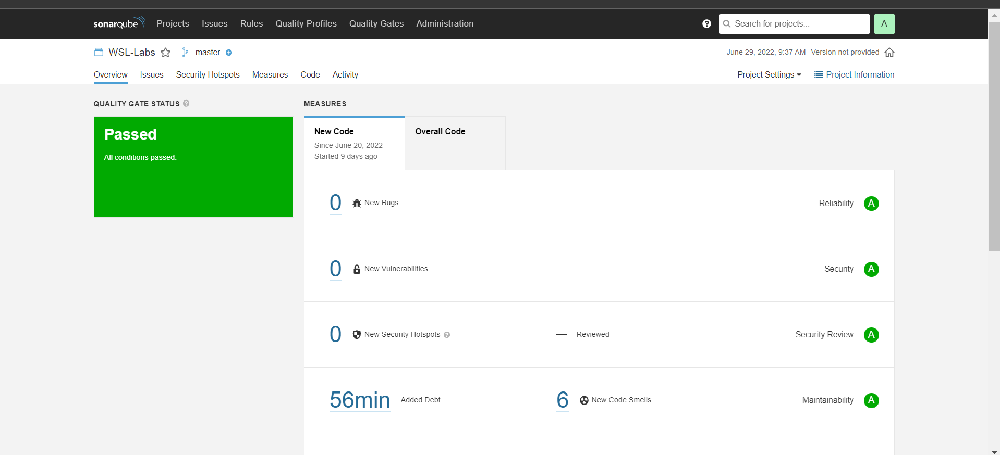 sonarqube Projects Issues Rules Quality Profiles Quality Gates Administration ? Search for projects... A
WSL-Labs master June 29, 2022, 9:37 AM Version not provided
Overview Issues Security Hotspots Measures Code Activity Project Settings Project Information
QUALITY GATE STATUS ? MEASURES
Passed
All conditions passed.
New Code
Since June 20, 2022
Started 9 days ago
Overall Code
0 New Bugs Reliability A
0 New Vulnerabilities Security A
0 New Security Hotspots ? — Reviewed Security Review A
56min Added Debt 6 New Code Smells Maintainability A